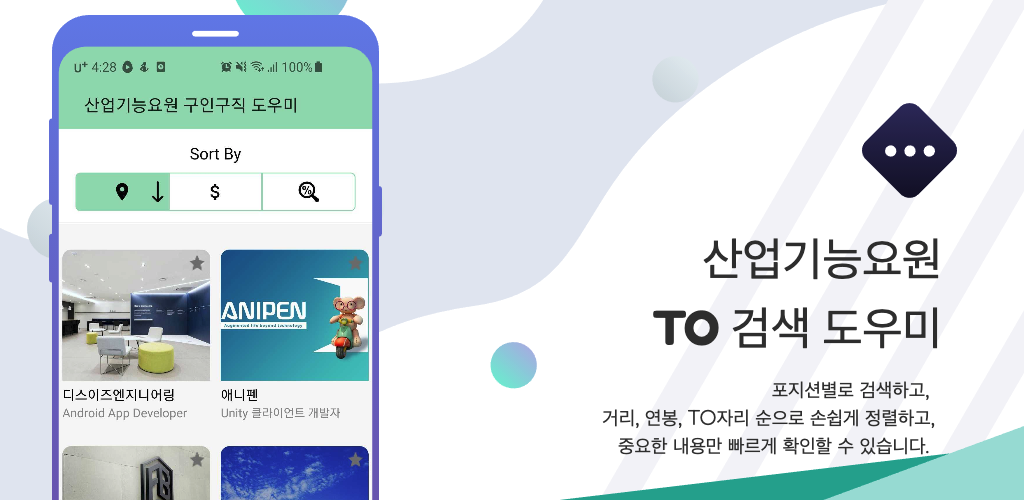 U+ 4:28 100%
산업기능요원 구인구직 도우미
Sort By
$ %
ANIPEN
Augmented life beyond technology
디스이즈엔지니어링
Android App Developer
애니펜
Unity 클라이언트 개발자
산업기능요원
TO 검색 도우미
포지션별로 검색하고,
거리, 연봉, TO자리 순으로 손쉽게 정렬하고,
중요한 내용만 빠르게 확인할 수 있습니다.